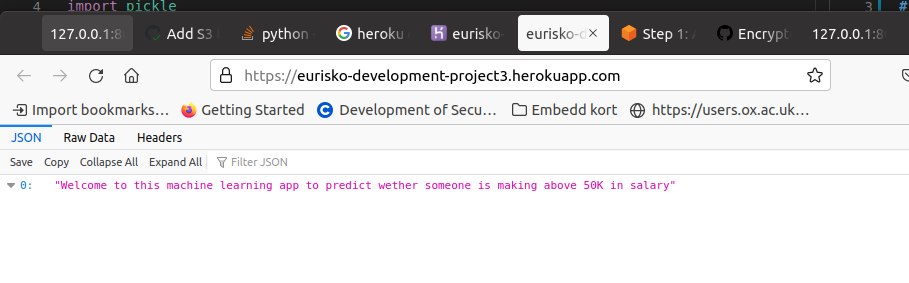 4 import pickle 3 #
127.0.0.1:8 Add S3 python google heroku eurisko- eurisko-d × Step 1: Encrypt 127.0.0.1:8
https://eurisko-development-project3.herokuapp.com
Import bookmarks… Getting Started Development of Secu… Embedd kort https://users.ox.ac.uk…
JSON Raw Data Headers
Save Copy Collapse All Expand All Filter JSON
0: "Welcome to this machine learning app to predict wether someone is making above 50K in salary"